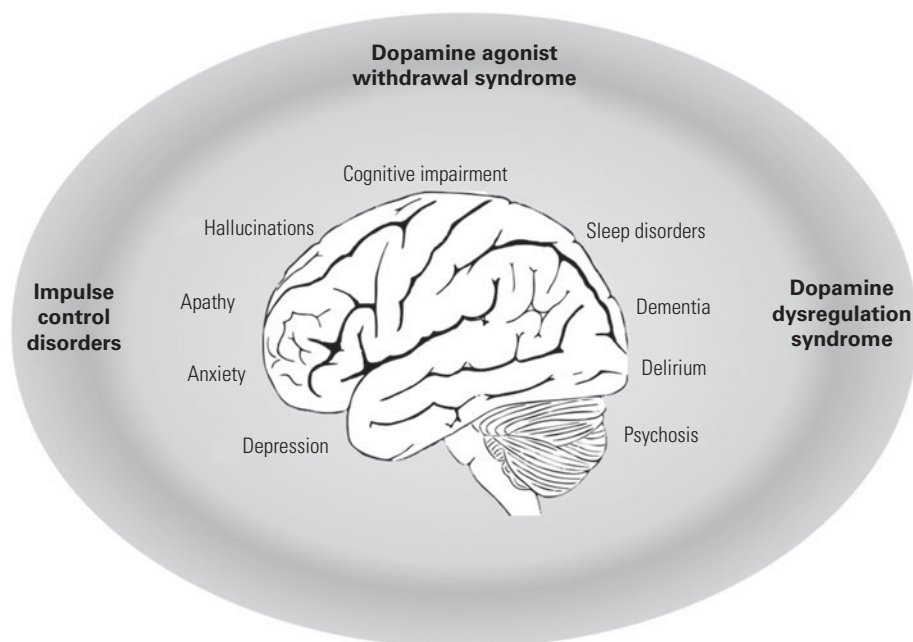 Dopamine agonist
withdrawal syndrome
Cognitive impairment
Hallucinations
Sleep disorders
Impulse
control
disorders
Apathy
Dementia
Dopamine
dysregulation
syndrome
Anxiety
Delirium
Depression
Psychosis